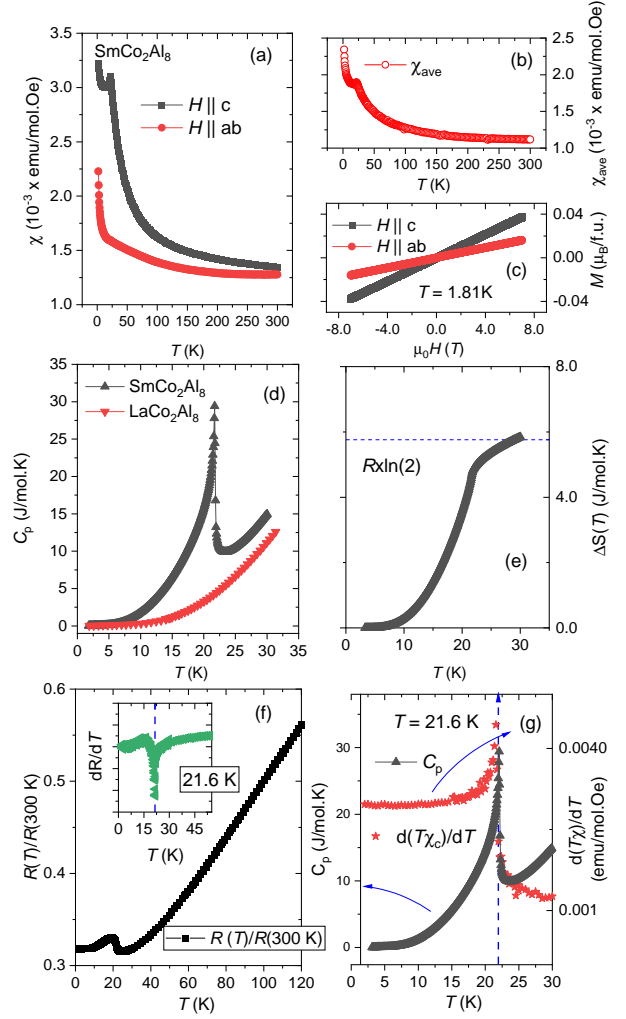 SmCo₂Al₈
(a)
H || c
H || ab
χ (10⁻³ x emu/mol.Oe)
3.5
3.0
2.5
2.0
1.5
1.0
0 50 100 150 200 250 300
T (K)
(b)
χave
2.5
2.0
1.5
1.0
χave (10⁻³ x emu/mol.Oe)
0 50 100 150 200 250 300
T (K)
H || c
H || ab
(c)
T = 1.81K
0.04
0.00
-0.04
M (μB/f.u.)
-8.0 -4.0 0.0 4.0 8.0
μ₀H (T)
(d)
SmCo₂Al₈
LaCo₂Al₈
Cp (J/mol.K)
35
30
25
20
15
10
5
0
0 5 10 15 20 25 30
T (K)
Rxln(2)
(e)
8.0
4.0
0.0
ΔS(T) (J/mol.K)
0 5 10 15 20 25 30 35
T (K)
(f)
R(T)/R(300 K)
0.6
0.5
0.4
0.3
dR/dT
21.6 K
0 15 30 45
T (K)
R (T)/R(300 K)
0 20 40 60 80 100 120
T (K)
(g)
T = 21.6 K
Cp
d(Tχc)/dT
Cp (J/mol.K)
40
30
20
10
0
0.0040
0.001
d(Tχ)/dT
(emu/mol.Oe)
0 5 10 15 20 25 30
T (K)